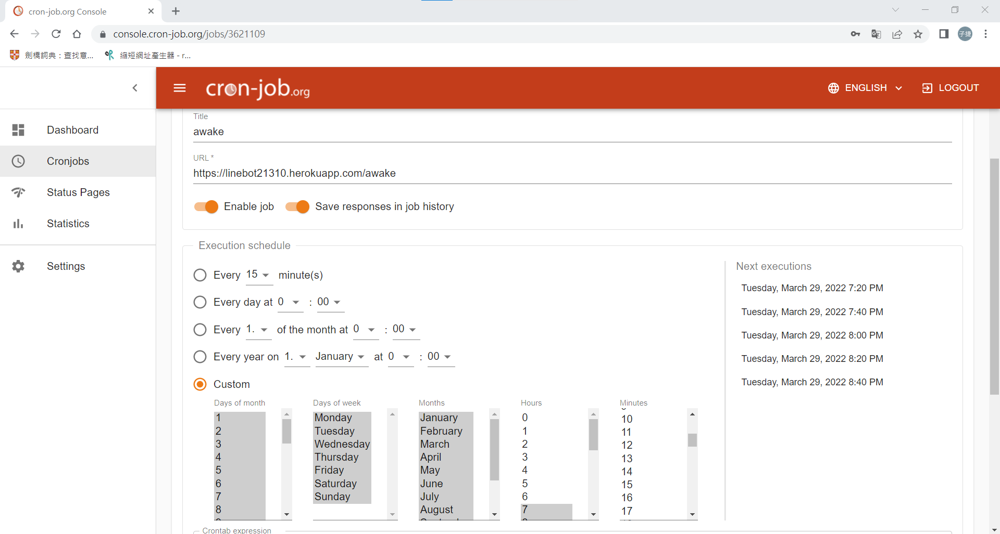 cron-job.org Console
console.cron-job.org/jobs/3621109
子捷
劍橋詞典：查找意...
縮短網址產生器 - r...
cron-job.org
ENGLISH
LOGOUT
Dashboard
Cronjobs
Status Pages
Statistics
Settings
Title
awake
URL *
https://linebot21310.herokuapp.com/awake
Enable job
Save responses in job history
Execution schedule
Every 15 minute(s)
Every day at 0 : 00
Every 1. of the month at 0 : 00
Every year on 1. January at 0 : 00
Custom
Days of month
1
2
3
4
5
6
7
8
Days of week
Monday
Tuesday
Wednesday
Thursday
Friday
Saturday
Sunday
Months
January
February
March
April
May
June
July
August
Hours
0
1
2
3
4
5
6
7
Minutes
10
11
12
13
14
15
16
17
Next executions
Tuesday, March 29, 2022 7:20 PM
Tuesday, March 29, 2022 7:40 PM
Tuesday, March 29, 2022 8:00 PM
Tuesday, March 29, 2022 8:20 PM
Tuesday, March 29, 2022 8:40 PM
Crontab expression